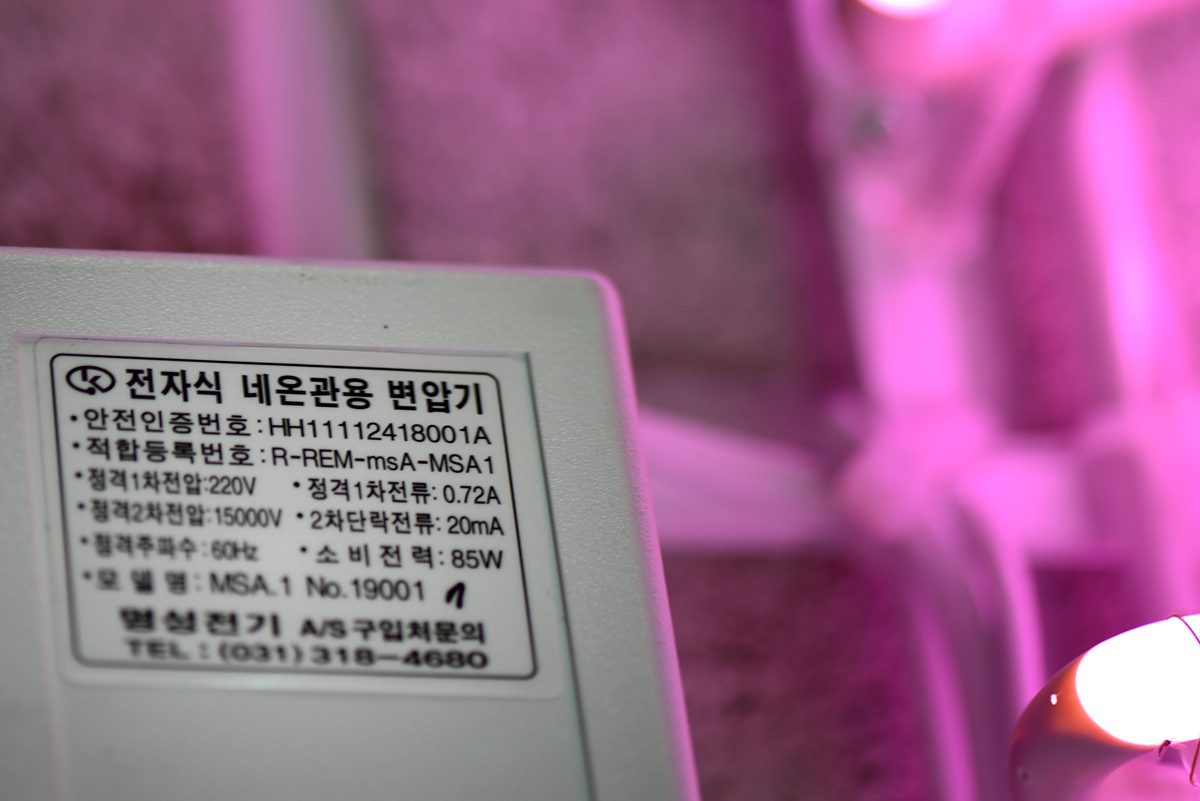 전자식 네온관용 변압기
•안전인증번호:HH11112418001A
•적합등록번호:R-REM-msA-MSA1
•정격1차전압:220V •정격1차전류:0.72A
•정격2차전압:15000V •2차단락전류:20mA
•정격주파수:60Hz •소비전력:85W
•모델명:MSA.1 No.19001 1
명성전기 A/S구입처문의
TEL:(031)318-4680